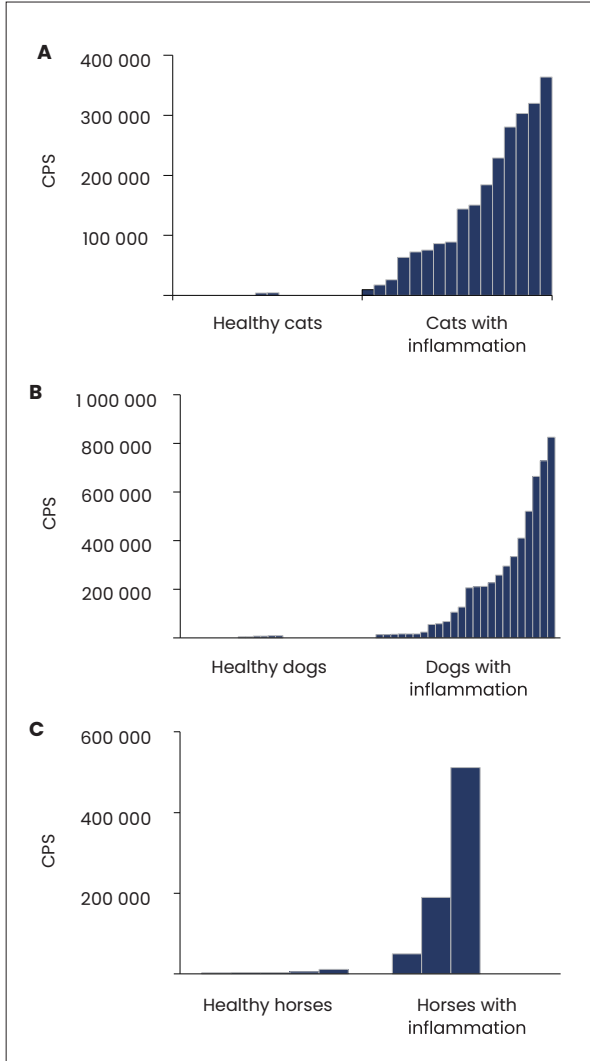 A
400 000
300 000
200 000
100 000
CPS
Healthy cats
Cats with
inflammation
B
1 000 000
800 000
600 000
400 000
200 000
CPS
Healthy dogs
Dogs with
inflammation
C
600 000
400 000
200 000
CPS
Healthy horses
Horses with
inflammation